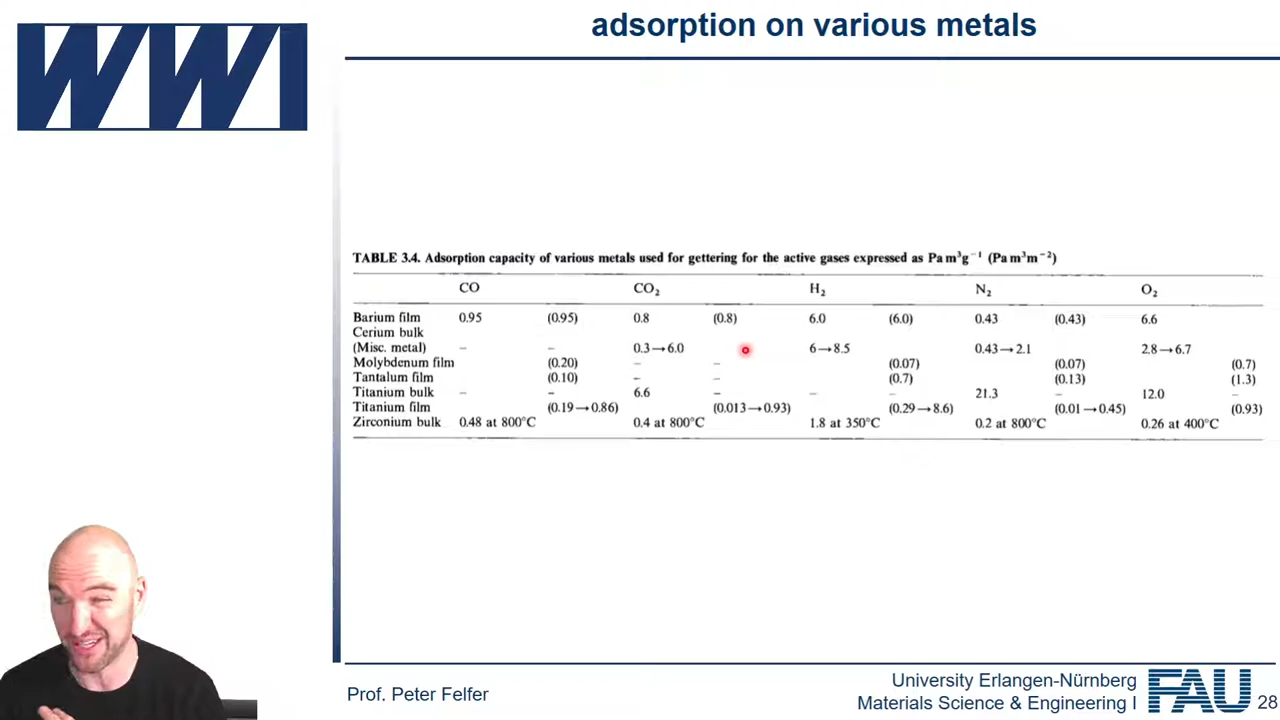 WWI
adsorption on various metals
TABLE 3.4. Adsorption capacity of various metals used for gettering for the active gases expressed as Pa m³g⁻¹ (Pa m³m⁻²)
CO CO₂ H₂ N₂ O₂
Barium film 0.95 (0.95) 0.8 (0.8) 6.0 (6.0) 0.43 (0.43) 6.6
Cerium bulk
(Misc. metal) – – 0.3→6.0 6→8.5 0.43→2.1 2.8→6.7
Molybdenum film (0.20) – – (0.07) (0.07) (0.7)
Tantalum film (0.10) – – (0.7) (0.13) (1.3)
Titanium bulk – – 6.6 – – 21.3 12.0 –
Titanium film (0.19→0.86) (0.013→0.93) (0.29→8.6) (0.01→0.45) (0.93)
Zirconium bulk 0.48 at 800°C 0.4 at 800°C 1.8 at 350°C 0.2 at 800°C 0.26 at 400°C
Prof. Peter Felfer
University Erlangen-Nürnberg
Materials Science & Engineering I
FAU
28